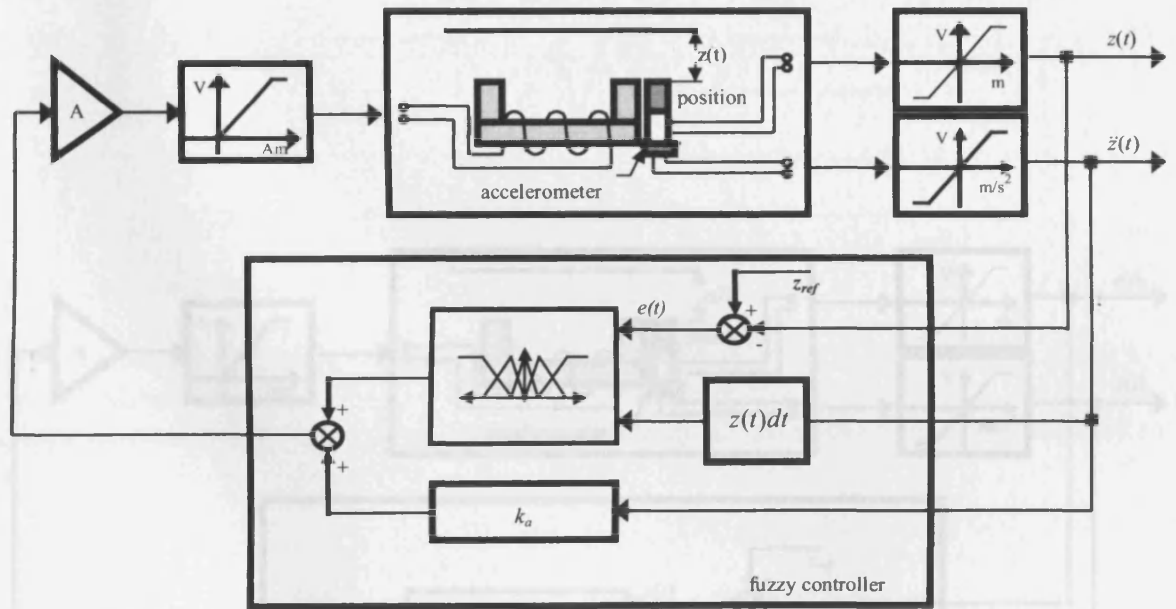 A
V
Am
z(t)
position
accelerometer
V
m
z(t)
V
m/s²
z̈(t)
z_ref
e(t)
+
-
+
+
z(t)dt
k_a
fuzzy controller